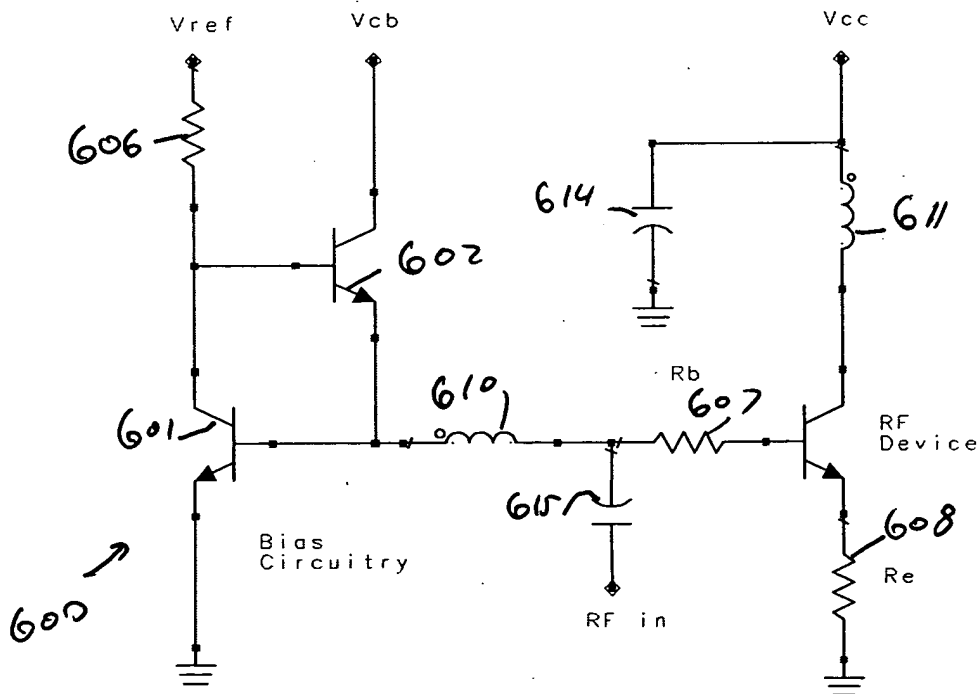 Vref
Vcb
Vcc
606
602
614
611
Rb
610
607
601
RF
Device
615
608
Bias
Circuitry
Re
600
RF in